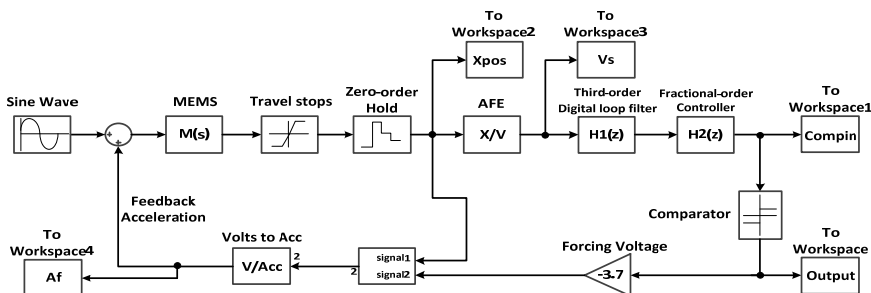 To
Workspace2
Xpos
To
Workspace3
Vs
Sine Wave
+
+
MEMS
M(s)
Travel stops
Zero-order
Hold
AFE
X/V
Third-order
Digital loop filter
H1(z)
Fractional-order
Controller
H2(z)
To
Workspace1
Compin
Feedback
Acceleration
Comparator
To
Workspace4
Af
Volts to Acc
V/Acc
2
2
signal1
signal2
Forcing Voltage
-3.7
To
Workspace
Output